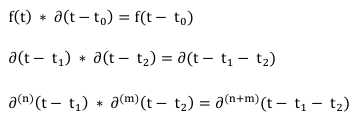 f(t) * ∂(t − t₀) = f(t − t₀)
∂(t − t₁) * ∂(t − t₂) = ∂(t − t₁ − t₂)
∂⁽ⁿ⁾(t − t₁) * ∂⁽ᵐ⁾(t − t₂) = ∂⁽ⁿ⁺ᵐ⁾(t − t₁ − t₂)